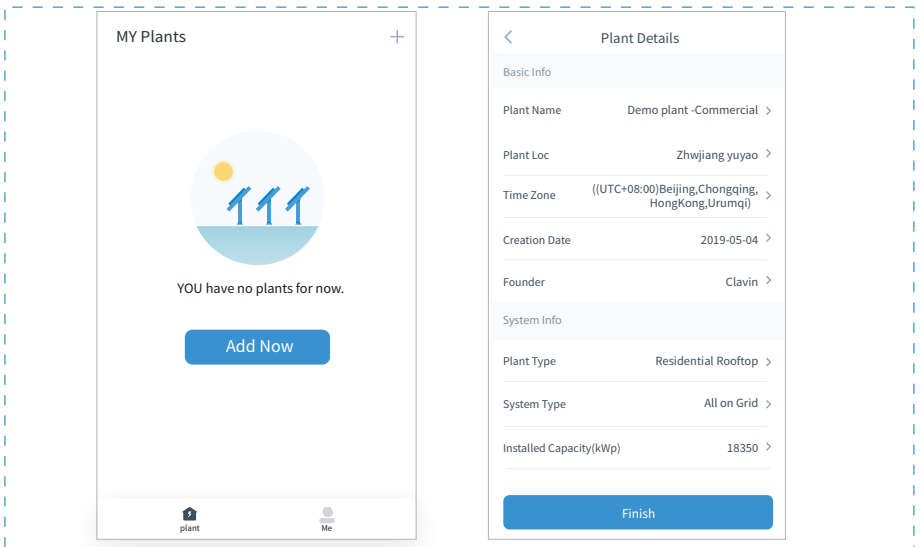 MY Plants
YOU have no plants for now.
Add Now
plant
Me
Plant Details
Basic Info
Plant Name Demo plant -Commercial
Plant Loc Zhwjiang yuyao
Time Zone ((UTC+08:00)Beijing,Chongqing,
HongKong,Urumqi)
Creation Date 2019-05-04
Founder Clavin
System Info
Plant Type Residential Rooftop
System Type All on Grid
Installed Capacity(kWp) 18350
Finish